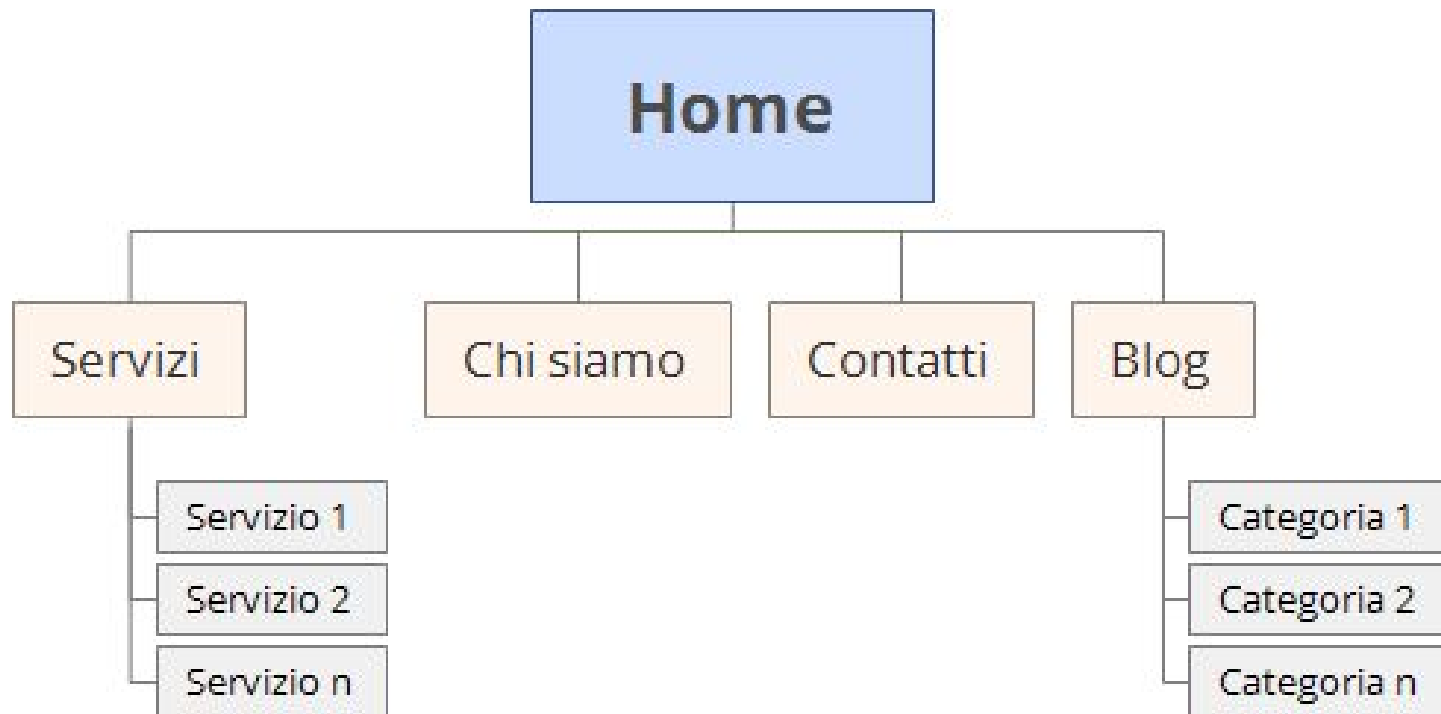 Home
Servizi
Chi siamo
Contatti
Blog
Servizio 1
Servizio 2
Servizio n
Categoria 1
Categoria 2
Categoria n